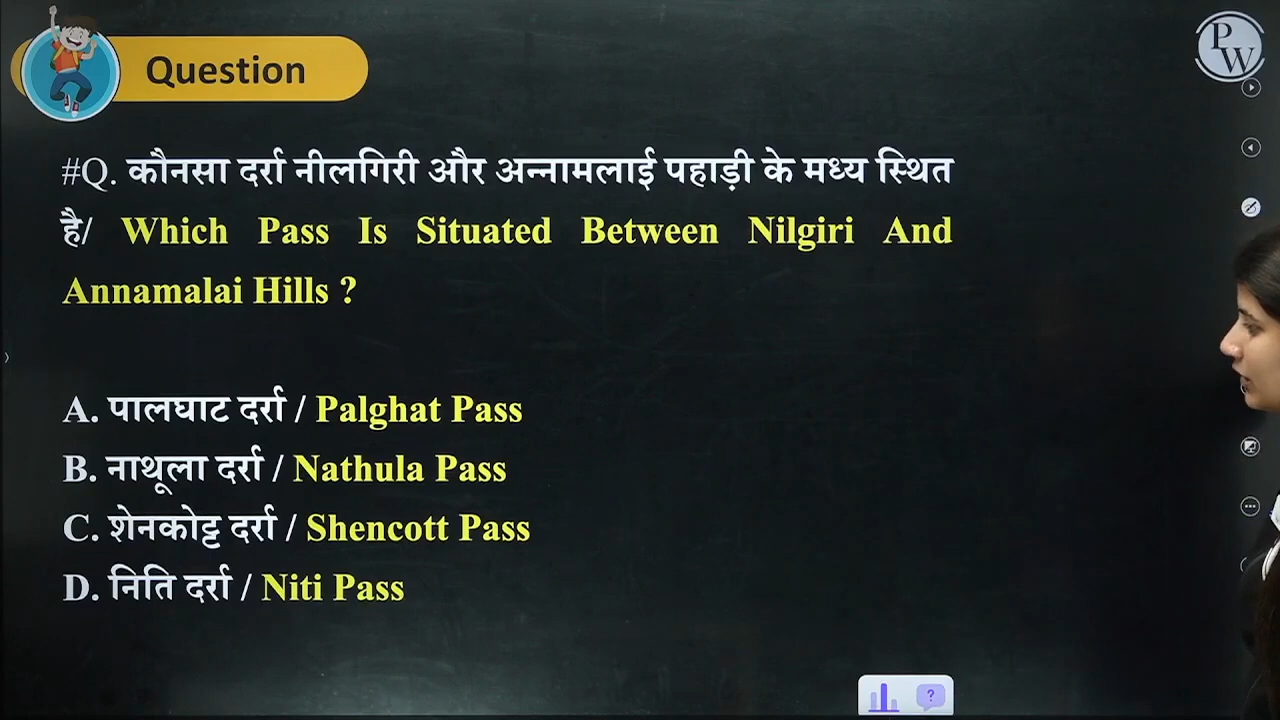 Question
PW
#Q. कौनसा दर्रा नीलगिरी और अन्नामलाई पहाड़ी के मध्य स्थित
है/ Which Pass Is Situated Between Nilgiri And
Annamalai Hills ?
A. पालघाट दर्रा / Palghat Pass
B. नाथूला दर्रा / Nathula Pass
C. शेनकोट्ट दर्रा / Shencott Pass
D. निति दर्रा / Niti Pass
?